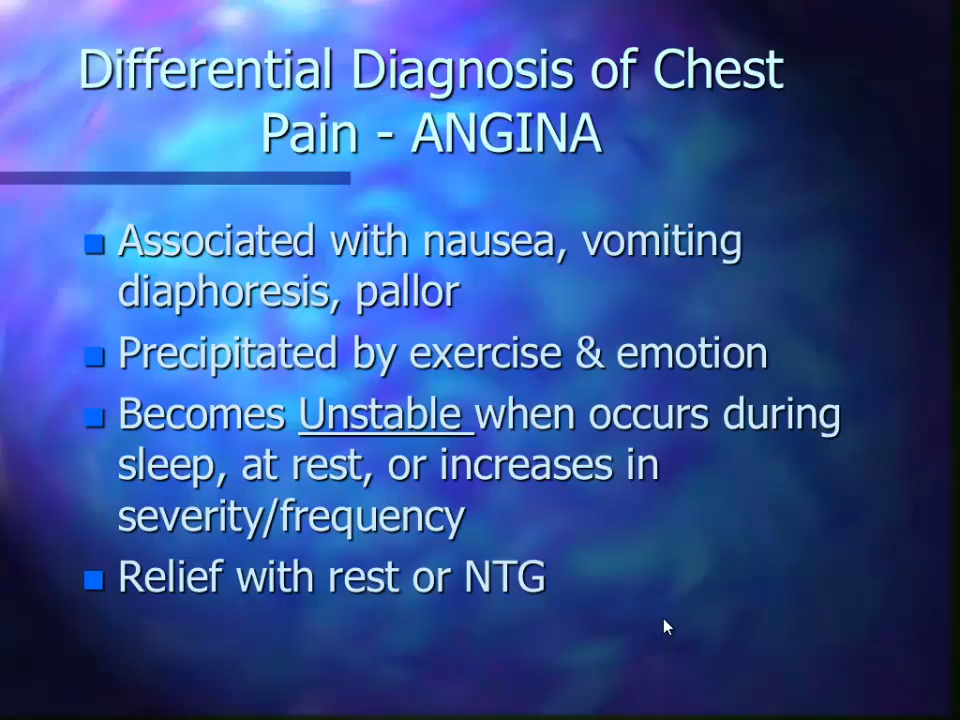 Differential Diagnosis of Chest
Pain - ANGINA
Associated with nausea, vomiting
diaphoresis, pallor
Precipitated by exercise & emotion
Becomes Unstable when occurs during
sleep, at rest, or increases in
severity/frequency
Relief with rest or NTG